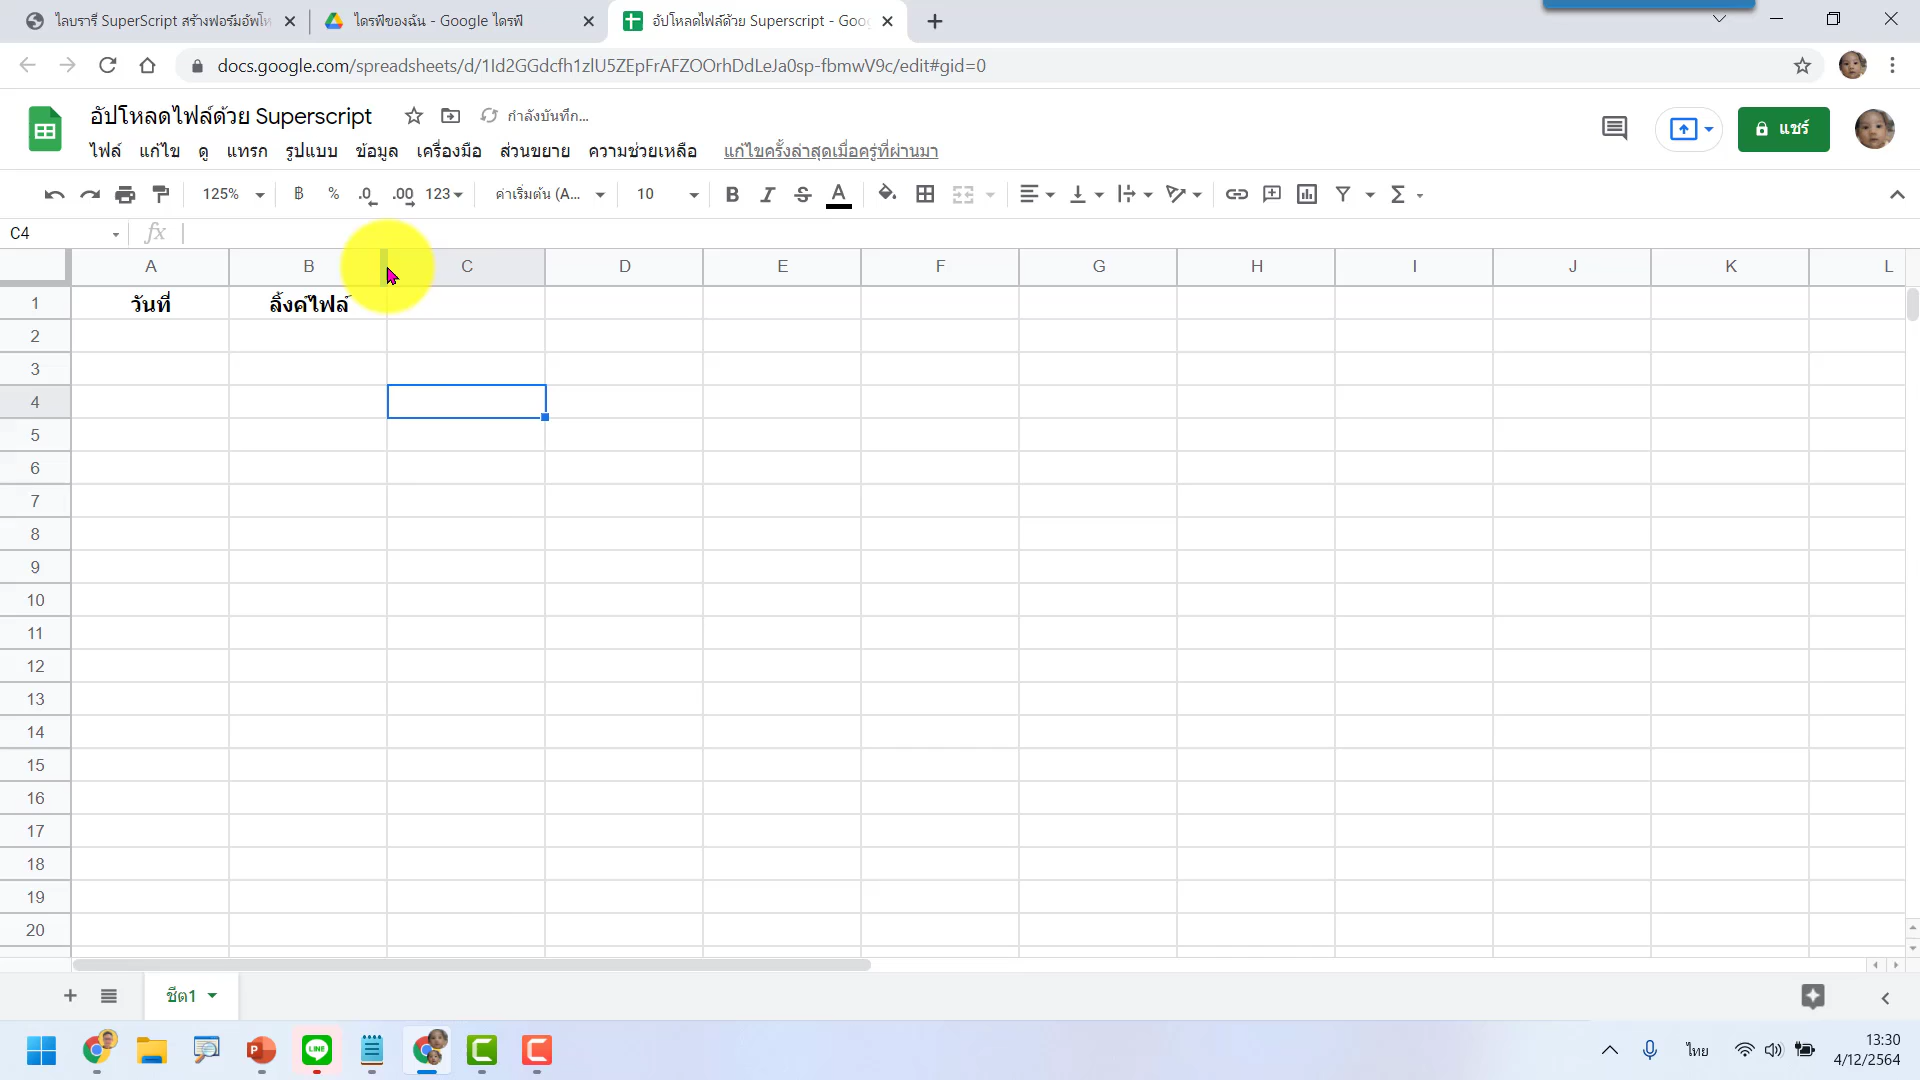 ไลบรารี SuperScript สร้างฟอร์มอัพโห
ไดรฟ์ของฉัน - Google ไดรฟ์
อัปโหลดไฟล์ด้วย Superscript - Goog
docs.google.com/spreadsheets/d/1Id2GGdcfh1zlU5ZEpFrAFZOOrhDdLeJa0sp-fbmwV9c/edit#gid=0
อัปโหลดไฟล์ด้วย Superscript
กำลังบันทึก...
ไฟล์ แก้ไข ดู แทรก รูปแบบ ข้อมูล เครื่องมือ ส่วนขยาย ความช่วยเหลือ แก้ไขครั้งล่าสุดเมื่อครู่ที่ผ่านมา
แชร์
125% ฿ % .0 .00 123 ค่าเริ่มต้น (A... 10 B I S A Σ
C4 fx
A B C D E F G H I J K L
1 วันที่ ลิ้งค์ไฟล์
2
3
4
5
6
7
8
9
10
11
12
13
14
15
16
17
18
19
20
ชีต1
ไทย
13:30
4/12/2564